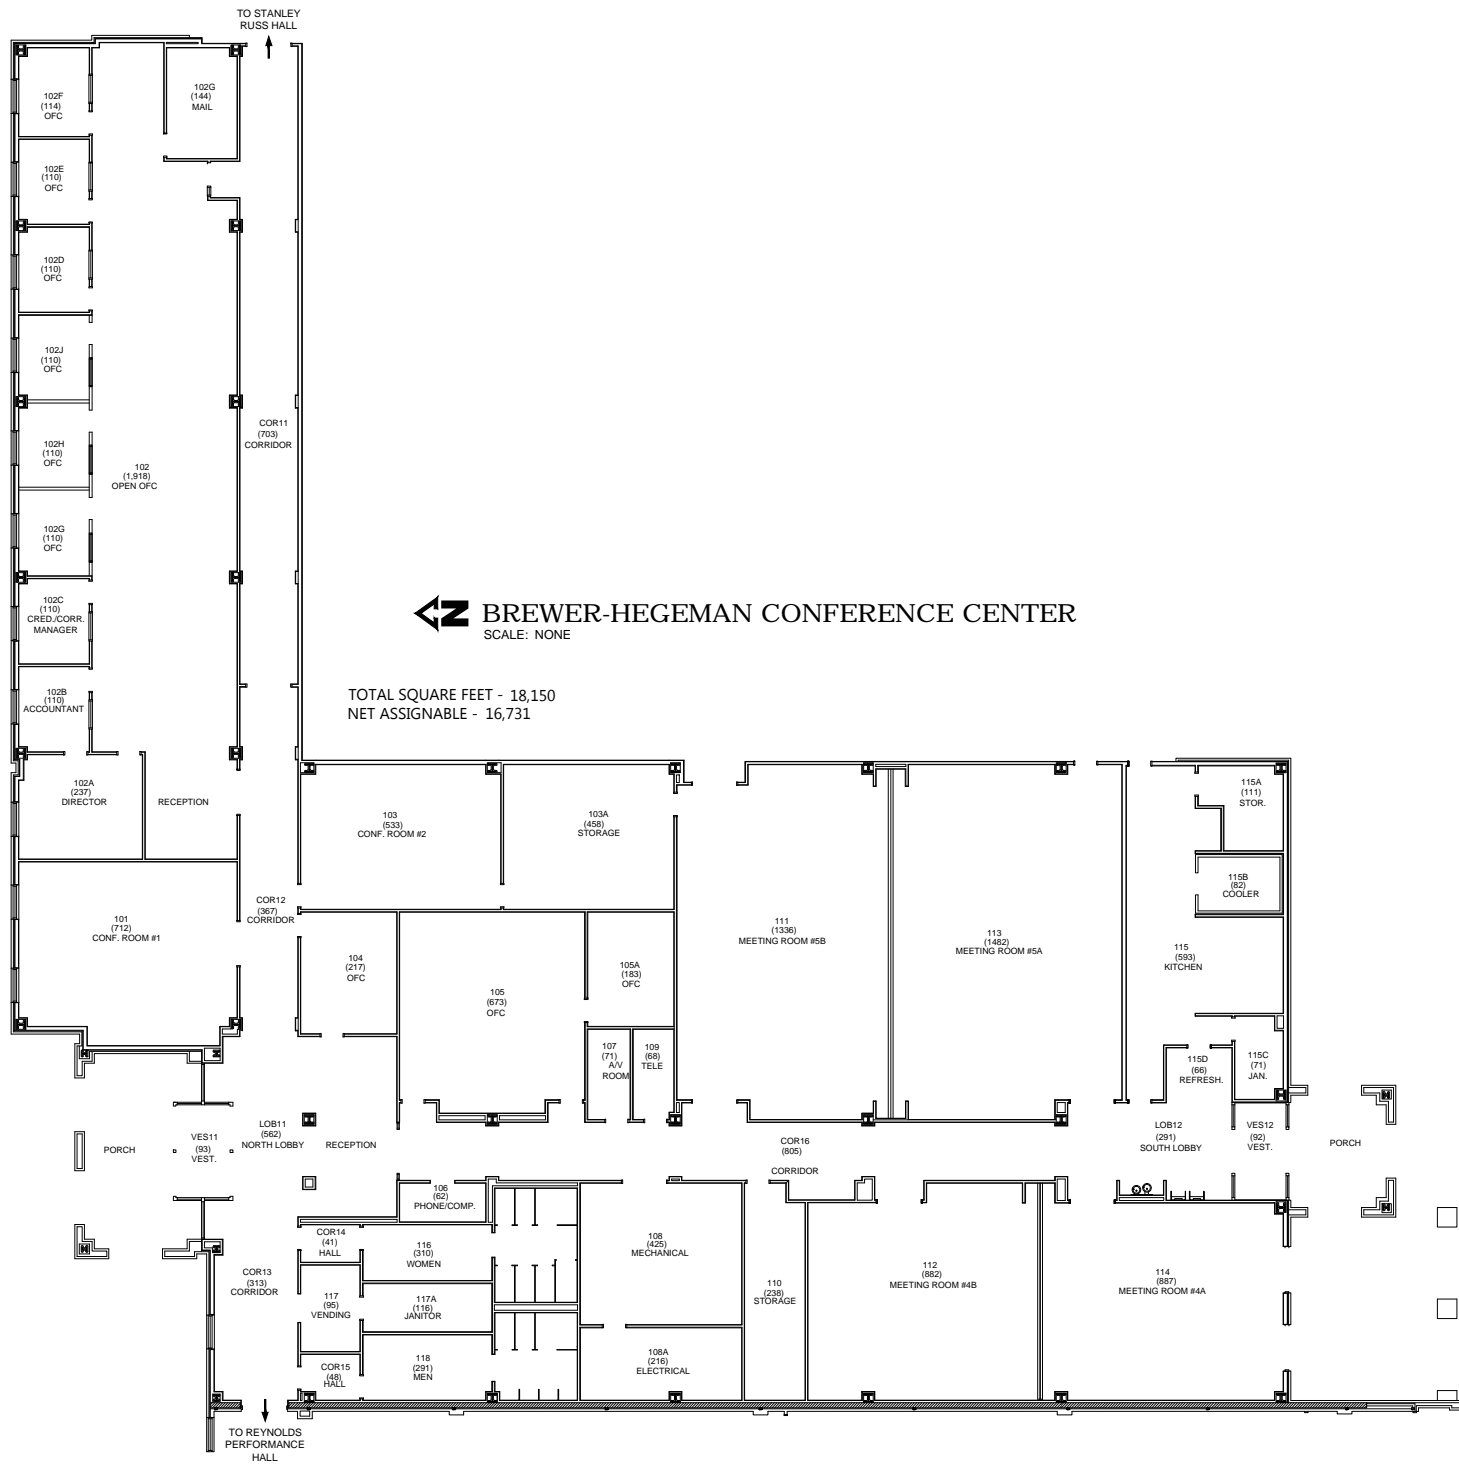 TO STANLEY
RUSS HALL
102F
(114)
OFC
102G
(144)
MAIL
102E
(110)
OFC
102D
(110)
OFC
102J
(110)
OFC
COR11
(703)
CORRIDOR
102H
(110)
OFC
102
(1,918)
OPEN OFC
102G
(110)
OFC
102C
(110)
CRED./CORR.
MANAGER
N BREWER-HEGEMAN CONFERENCE CENTER
SCALE: NONE
102B
(110)
ACCOUNTANT
TOTAL SQUARE FEET - 18,150
NET ASSIGNABLE - 16,731
102A
(237)
DIRECTOR
RECEPTION
103
(533)
CONF. ROOM #2
103A
(458)
STORAGE
115A
(111)
STOR.
115B
(82)
COOLER
COR12
(367)
CORRIDOR
101
(712)
CONF. ROOM #1
111
(1336)
MEETING ROOM #5B
113
(1482)
MEETING ROOM #5A
115
(593)
KITCHEN
104
(217)
OFC
105A
(183)
OFC
105
(673)
OFC
107
(71)
A/V
ROOM
109
(68)
TELE
115D
(66)
REFRESH.
115C
(71)
JAN.
PORCH
VES11
(93)
VEST.
LOB11
(562)
NORTH LOBBY
RECEPTION
COR16
(805)
CORRIDOR
LOB12
(291)
SOUTH LOBBY
VES12
(92)
VEST.
PORCH
106
(62)
PHONE/COMP.
COR14
(41)
HALL
116
(310)
WOMEN
108
(425)
MECHANICAL
COR13
(313)
CORRIDOR
117
(95)
VENDING
117A
(116)
JANITOR
110
(238)
STORAGE
112
(882)
MEETING ROOM #4B
114
(887)
MEETING ROOM #4A
COR15
(48)
HALL
118
(291)
MEN
108A
(216)
ELECTRICAL
TO REYNOLDS
PERFORMANCE
HALL